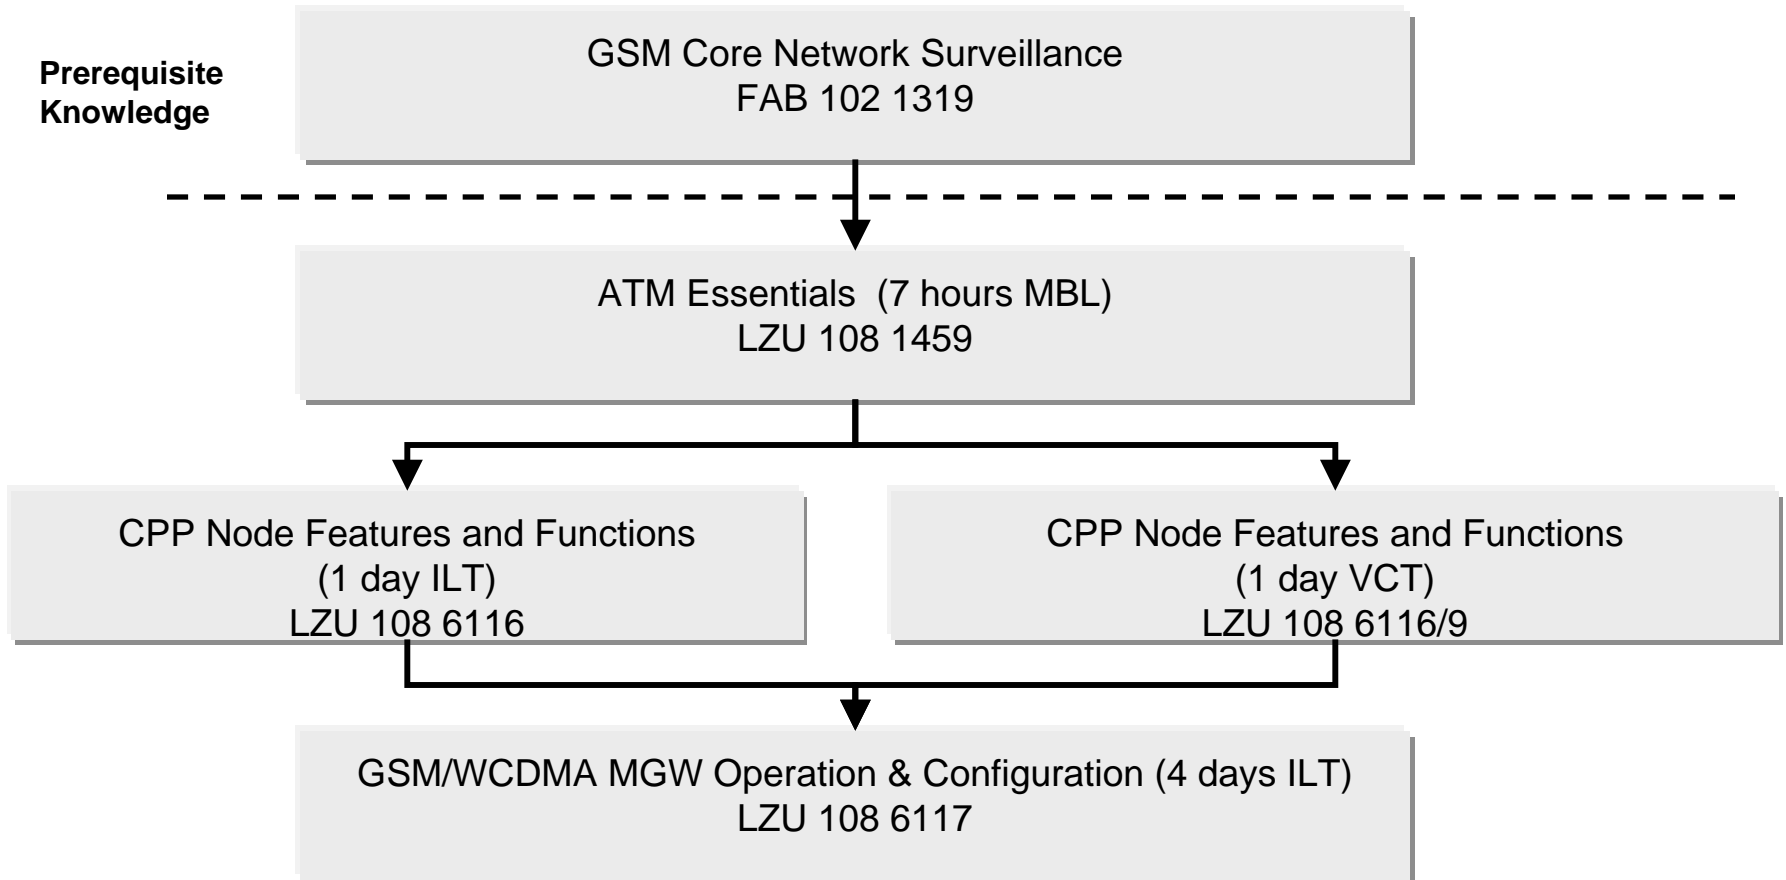 Prerequisite
Knowledge
GSM Core Network Surveillance
FAB 102 1319
ATM Essentials  (7 hours MBL)
LZU 108 1459
CPP Node Features and Functions
(1 day ILT)
LZU 108 6116
CPP Node Features and Functions
(1 day VCT)
LZU 108 6116/9
GSM/WCDMA MGW Operation & Configuration (4 days ILT)
LZU 108 6117